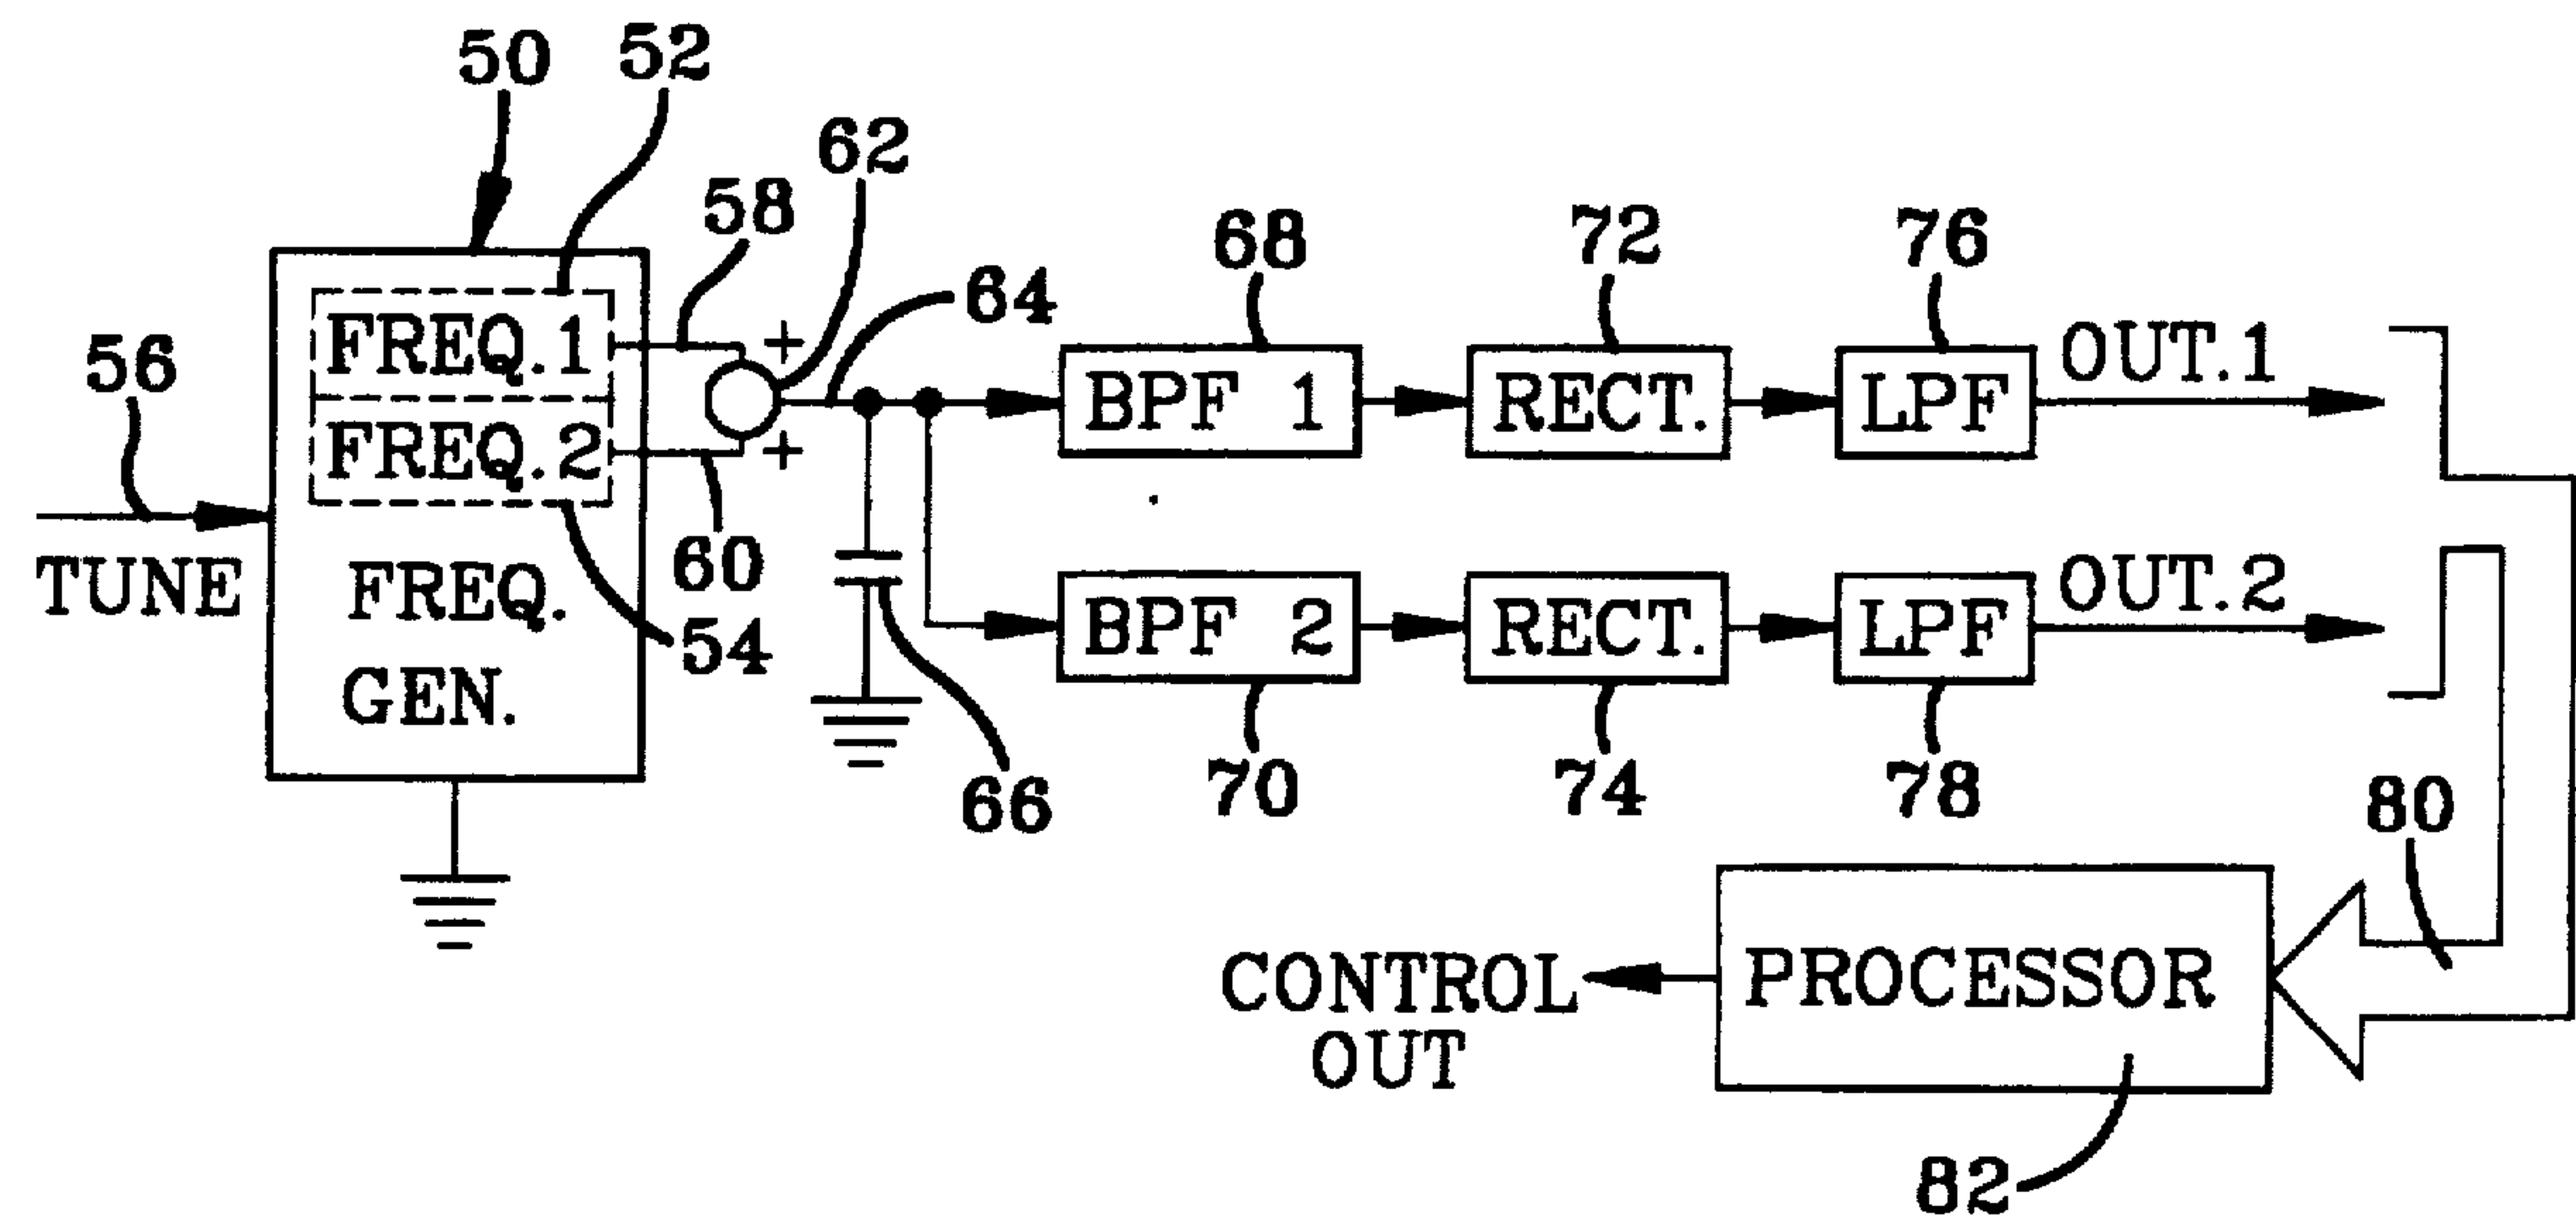 50 52
62
58
68 72 76
64
FREQ.1 + OUT.1
56
BPF 1 RECT. LPF
FREQ.2 +
TUNE 60 OUT.2
FREQ.
BPF 2 RECT. LPF
54
GEN.
66 70 74 78 80
PROCESSOR
CONTROL
OUT
82